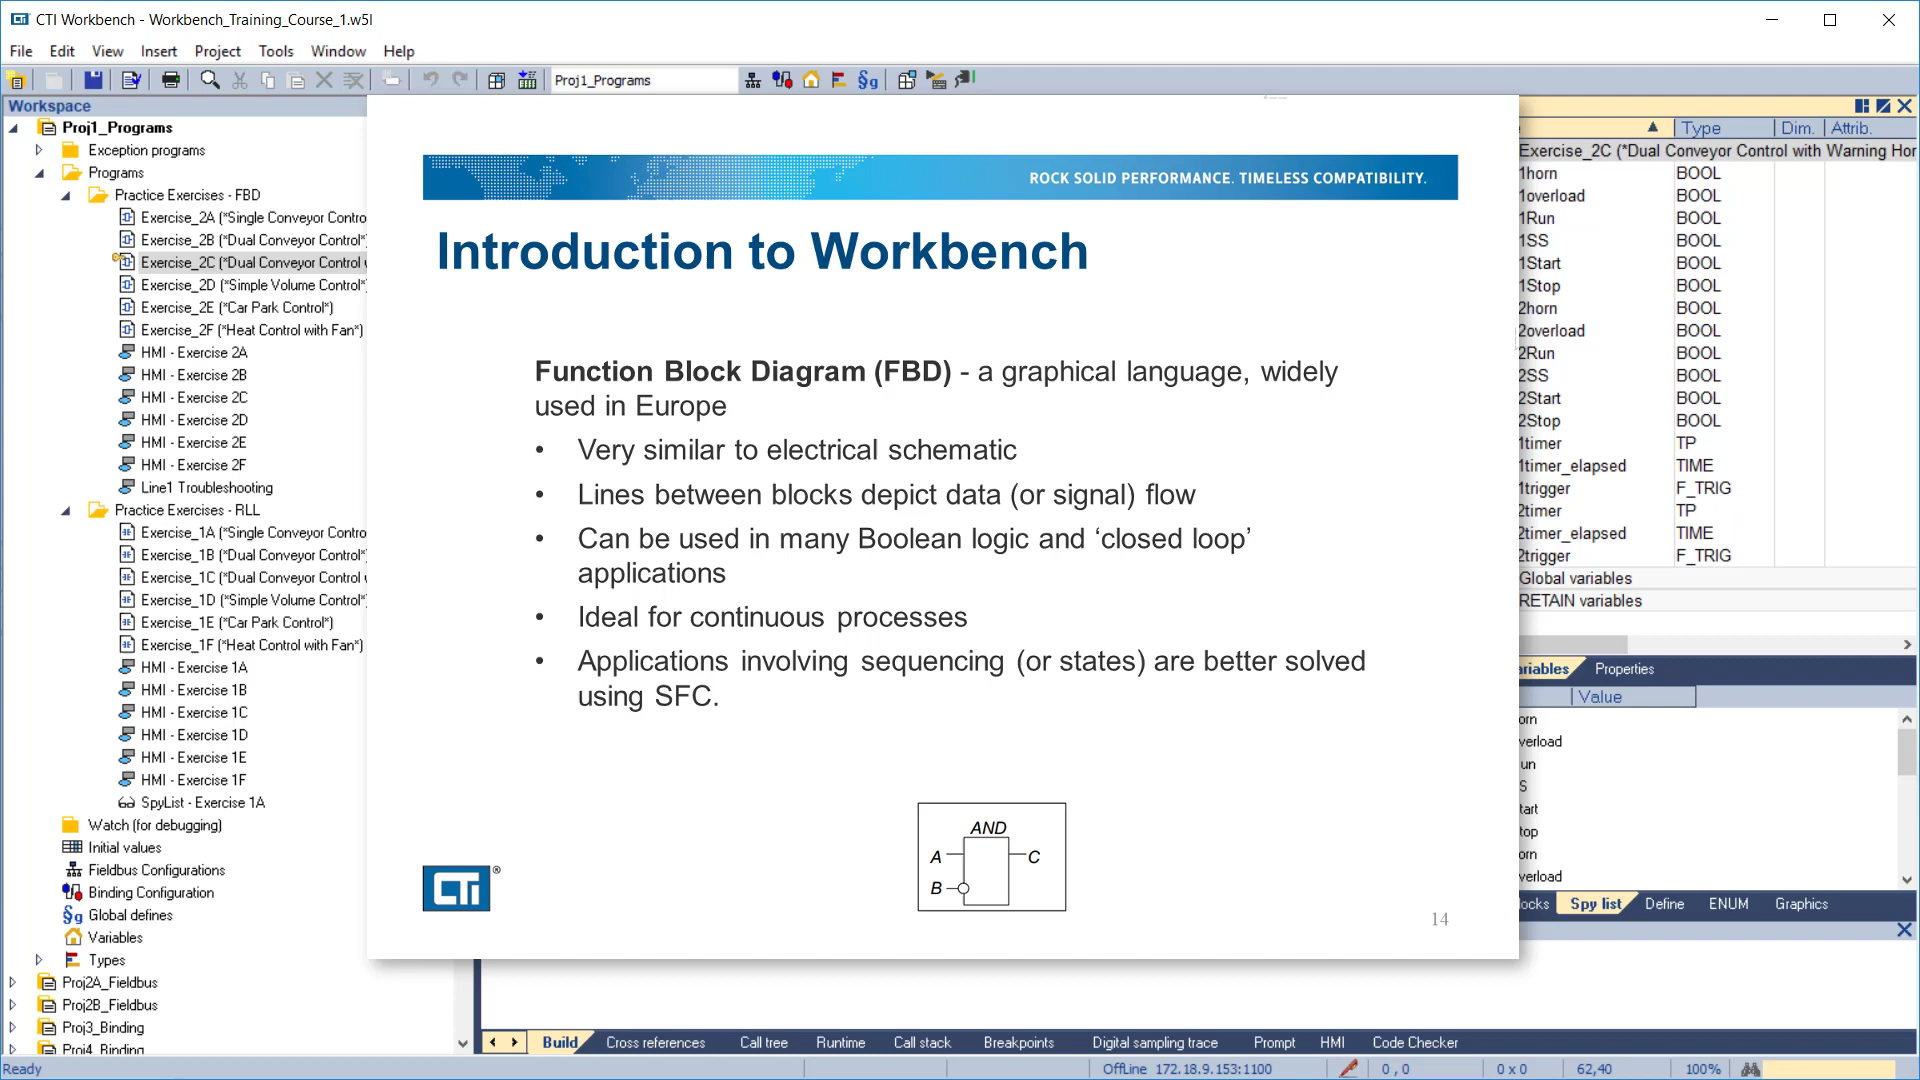 CTI Workbench - Workbench_Training_Course_1.w5l
File Edit View Insert Project Tools Window Help
Proj1_Programs
Workspace
Proj1_Programs
Exception programs
Programs
Practice Exercises - FBD
Exercise_2A (*Single Conveyor Contro
Exercise_2B (*Dual Conveyor Control*)
Exercise_2C (*Dual Conveyor Control
Exercise_2D (*Simple Volume Control*
Exercise_2E (*Car Park Control*)
Exercise_2F (*Heat Control with Fan*)
HMI - Exercise 2A
HMI - Exercise 2B
HMI - Exercise 2C
HMI - Exercise 2D
HMI - Exercise 2E
HMI - Exercise 2F
Line1 Troubleshooting
Practice Exercises - RLL
Exercise_1A (*Single Conveyor Contro
Exercise_1B (*Dual Conveyor Control*
Exercise_1C (*Dual Conveyor Control
Exercise_1D (*Simple Volume Control*
Exercise_1E (*Car Park Control*)
Exercise_1F (*Heat Control with Fan*)
HMI - Exercise 1A
HMI - Exercise 1B
HMI - Exercise 1C
HMI - Exercise 1D
HMI - Exercise 1E
HMI - Exercise 1F
SpyList - Exercise 1A
Watch (for debugging)
Initial values
Fieldbus Configurations
Binding Configuration
Global defines
Variables
Types
Proj2A_Fieldbus
Proj2B_Fieldbus
Proj3_Binding
Proj4_Binding
ROCK SOLID PERFORMANCE. TIMELESS COMPATIBILITY.
Introduction to Workbench
Function Block Diagram (FBD) - a graphical language, widely
used in Europe
• Very similar to electrical schematic
• Lines between blocks depict data (or signal) flow
• Can be used in many Boolean logic and ‘closed loop’
applications
• Ideal for continuous processes
• Applications involving sequencing (or states) are better solved
using SFC.
AND
A C
B
CTI ®
14
Type Dim. Attrib.
Exercise_2C (*Dual Conveyor Control with Warning Hor
1horn BOOL
1overload BOOL
1Run BOOL
1SS BOOL
1Start BOOL
1Stop BOOL
2horn BOOL
2overload BOOL
2Run BOOL
2SS BOOL
2Start BOOL
2Stop BOOL
1timer TP
1timer_elapsed TIME
1trigger F_TRIG
2timer TP
2timer_elapsed TIME
2trigger F_TRIG
Global variables
RETAIN variables
ariables Properties
Value
orn
verload
un
S
tart
top
orn
verload
locks Spy list Define ENUM Graphics
Build Cross references Call tree Runtime Call stack Breakpoints Digital sampling trace Prompt HMI Code Checker
Ready OffLine 172.18.9.153:1100 0 , 0 0 x 0 62,40 100%